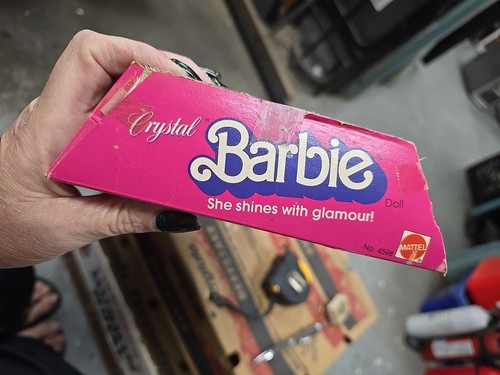 Crystal
Barbie
Doll
She shines with glamour!
No. 4598
MATTEL